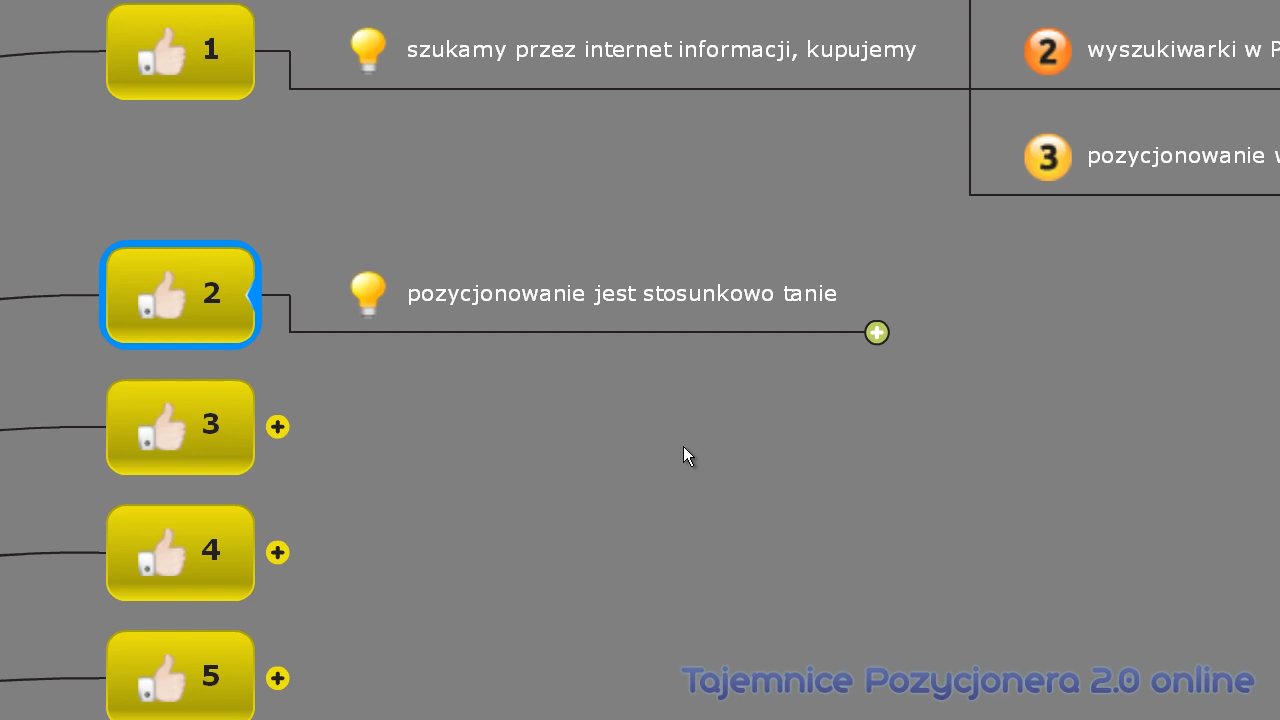 1 szukamy przez internet informacji, kupujemy
2 wyszukiwarki w
3 pozycjonowanie
2 pozycjonowanie jest stosunkowo tanie
3
4
5
Tajemnice Pozycjonera 2.0 online